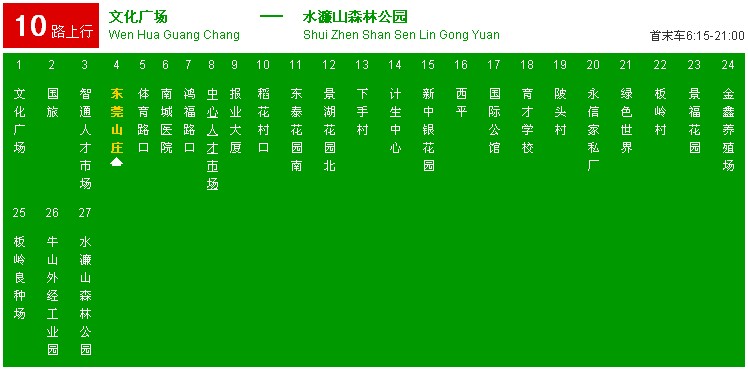 10 路上行
文化广场 — 水濂山森林公园
Wen Hua Guang Chang Shui Zhen Shan Sen Lin Gong Yuan
首末车6:15-21:00
1 文化广场
2 国旅
3 智通人才市场
4 东莞山庄
5 体育路口
6 南城医院
7 鸿福路口
8 中心人才市场
9 报业大厦
10 稻花村口
11 东泰花园南
12 景湖花园北
13 下手村
14 计生中心
15 新中银花园
16 西平
17 国际公馆
18 育才学校
19 陂头村
20 永信家私厂
21 绿色世界
22 板岭村
23 景福花园
24 金鑫养殖场
25 板岭良种场
26 牛山外经工业园
27 水濂山森林公园